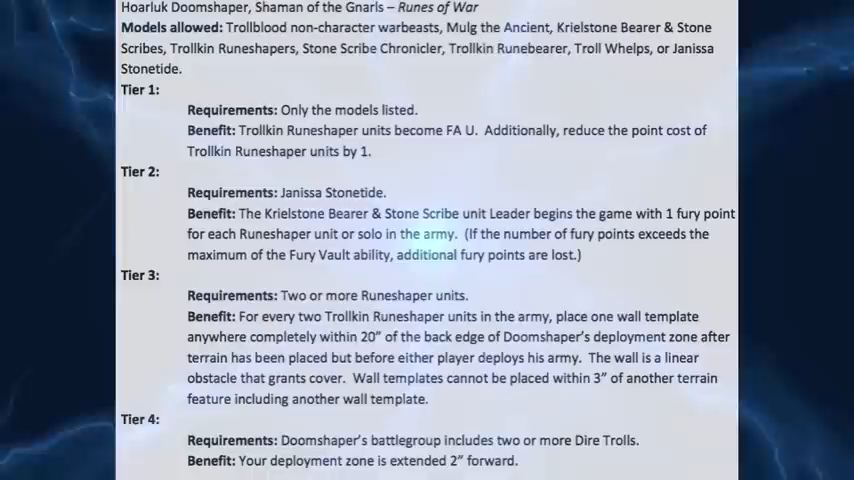 Hoarluk Doomshaper, Shaman of the Gnarls – Runes of War
Models allowed: Trollblood non-character warbeasts, Mulg the Ancient, Krielstone Bearer & Stone
Scribes, Trollkin Runeshapers, Stone Scribe Chronicler, Trollkin Runebearer, Troll Whelps, or Janissa
Stonetide.
Tier 1:
Requirements: Only the models listed.
Benefit: Trollkin Runeshaper units become FA U.  Additionally, reduce the point cost of
Trollkin Runeshaper units by 1.
Tier 2:
Requirements: Janissa Stonetide.
Benefit: The Krielstone Bearer & Stone Scribe unit Leader begins the game with 1 fury point
for each Runeshaper unit or solo in the army.  (If the number of fury points exceeds the
maximum of the Fury Vault ability, additional fury points are lost.)
Tier 3:
Requirements: Two or more Runeshaper units.
Benefit: For every two Trollkin Runeshaper units in the army, place one wall template
anywhere completely within 20” of the back edge of Doomshaper’s deployment zone after
terrain has been placed but before either player deploys his army.  The wall is a linear
obstacle that grants cover.  Wall templates cannot be placed within 3” of another terrain
feature including another wall template.
Tier 4:
Requirements: Doomshaper’s battlegroup includes two or more Dire Trolls.
Benefit: Your deployment zone is extended 2” forward.